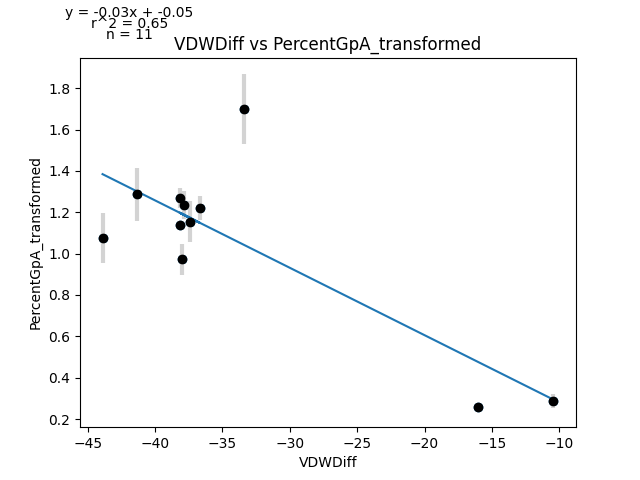 y = -0.03x + -0.05
r^2 = 0.65
n = 11
VDWDiff vs PercentGpA_transformed
1.8
1.6
1.4
1.2
1.0
0.8
0.6
0.4
0.2
PercentGpA_transformed
−45 −40 −35 −30 −25 −20 −15 −10
VDWDiff